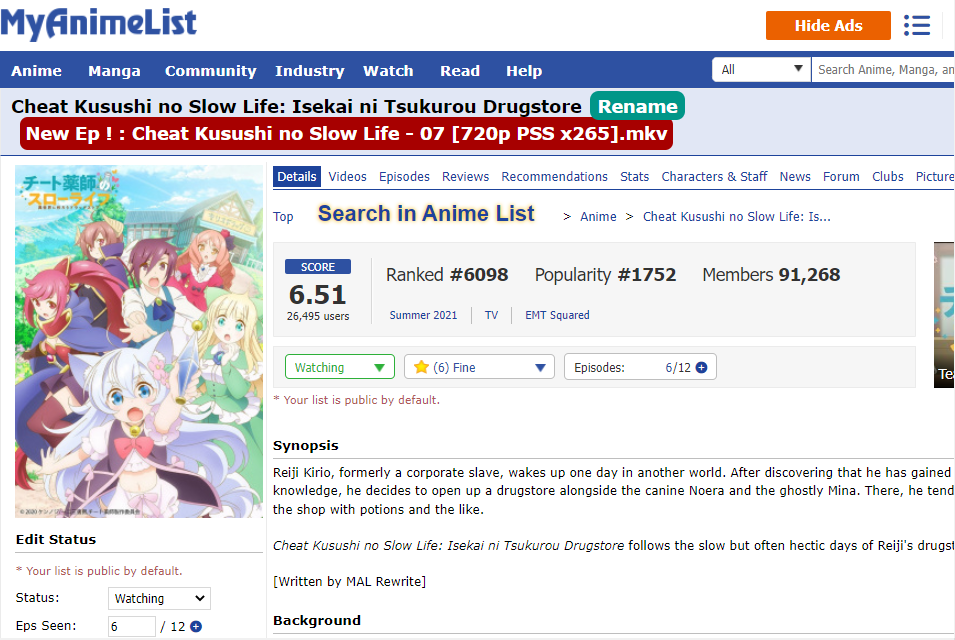 MyAnimeList
Hide Ads
Anime Manga Community Industry Watch Read Help
All
Search Anime, Manga, an
Cheat Kusushi no Slow Life: Isekai ni Tsukurou Drugstore Rename
New Ep ! : Cheat Kusushi no Slow Life - 07 [720p PSS x265].mkv
チート薬師の
スローライフ
Details Videos Episodes Reviews Recommendations Stats Characters & Staff News Forum Clubs Picture
Top Search in Anime List > Anime > Cheat Kusushi no Slow Life: Is...
SCORE
6.51
26,495 users
Ranked #6098 Popularity #1752 Members 91,268
Summer 2021 TV EMT Squared
Watching (6) Fine Episodes: 6/12
* Your list is public by default.
Te
Synopsis
Reiji Kirio, formerly a corporate slave, wakes up one day in another world. After discovering that he has gained
knowledge, he decides to open up a drugstore alongside the canine Noera and the ghostly Mina. There, he tend
the shop with potions and the like.
Cheat Kusushi no Slow Life: Isekai ni Tsukurou Drugstore follows the slow but often hectic days of Reiji's drugst
[Written by MAL Rewrite]
Background
Edit Status
* Your list is public by default.
Status: Watching
Eps Seen: 6 / 12